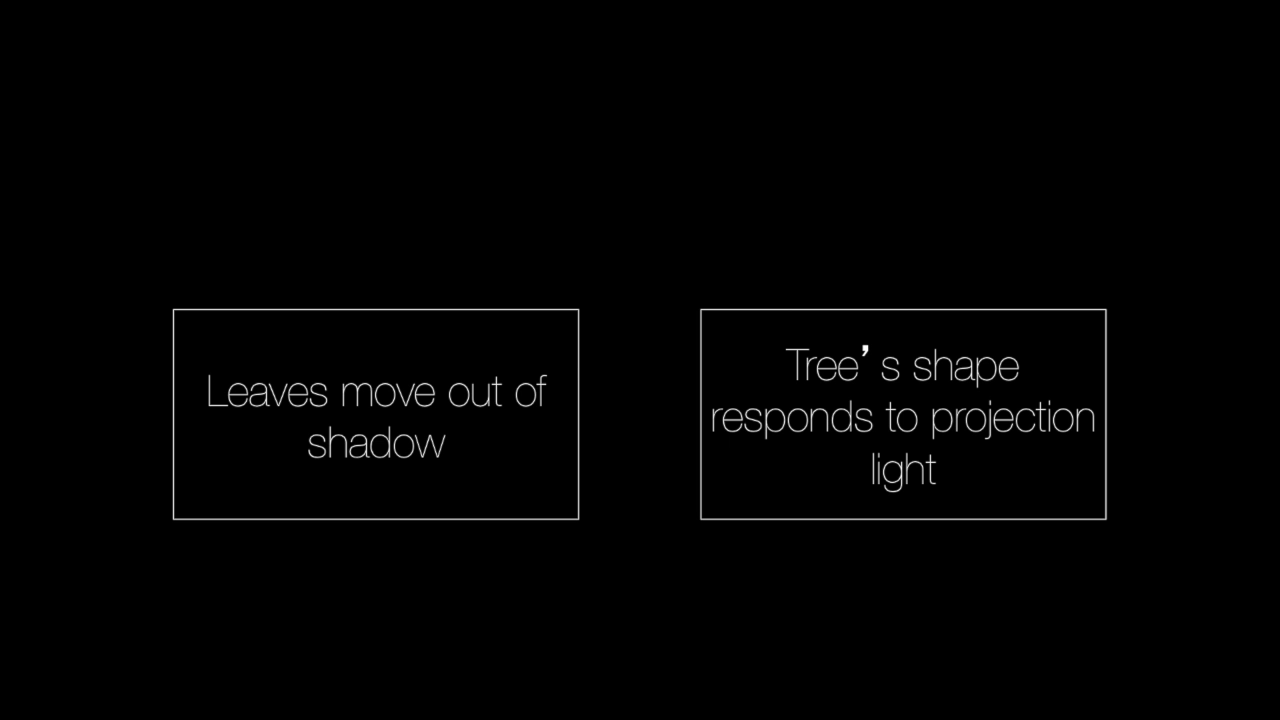 Leaves move out of
shadow
Tree’s shape
responds to projection
light